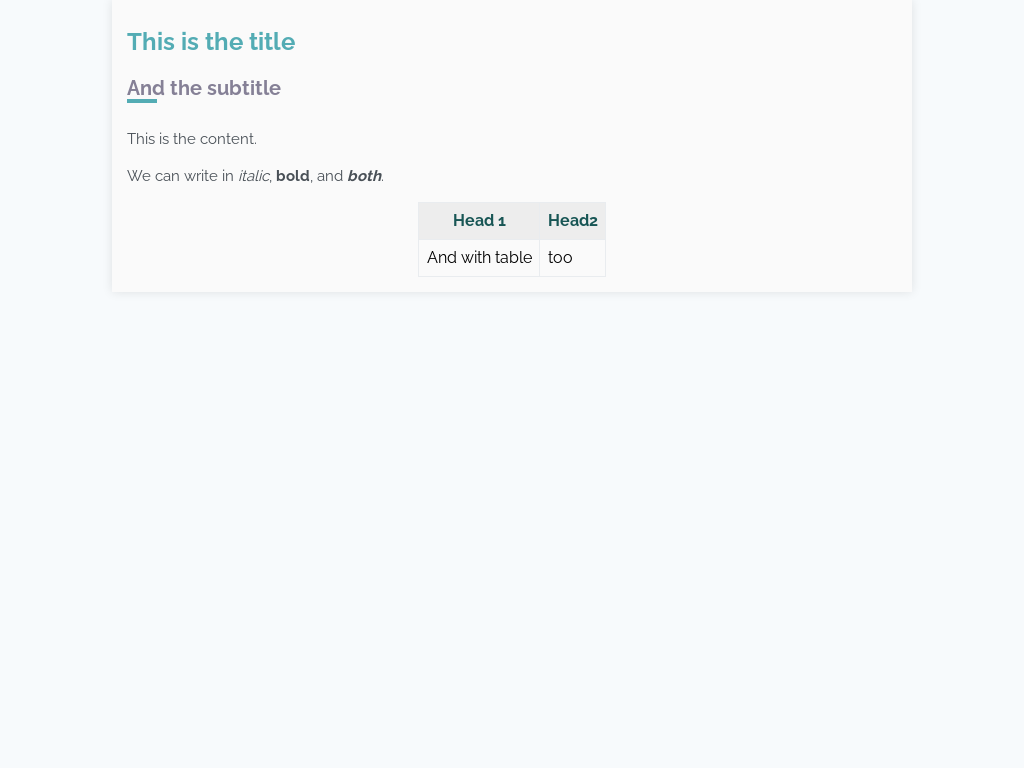 This is the title
And the subtitle
This is the content.
We can write in italic, bold, and both.
Head 1 Head2
And with table too